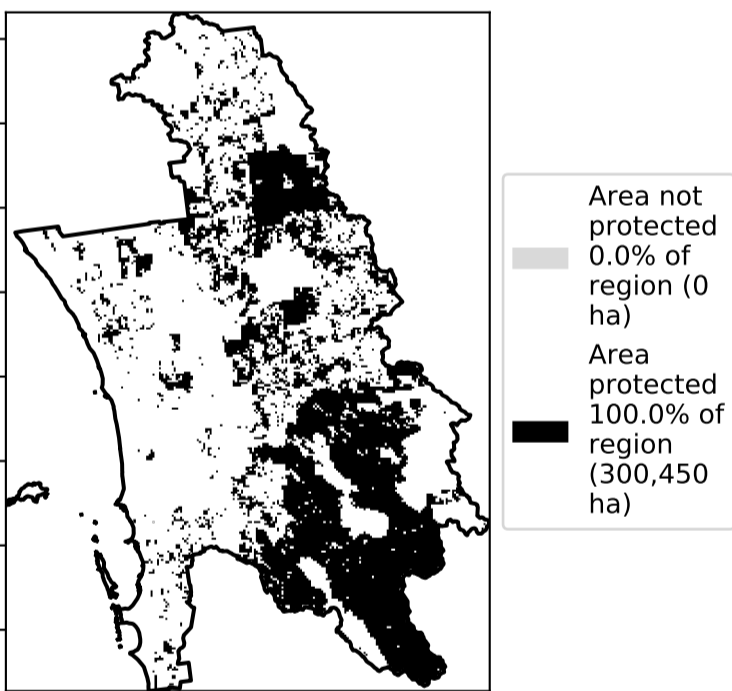 Area not
protected
0.0% of
region (0
ha)
Area
protected
100.0% of
region
(300,450
ha)